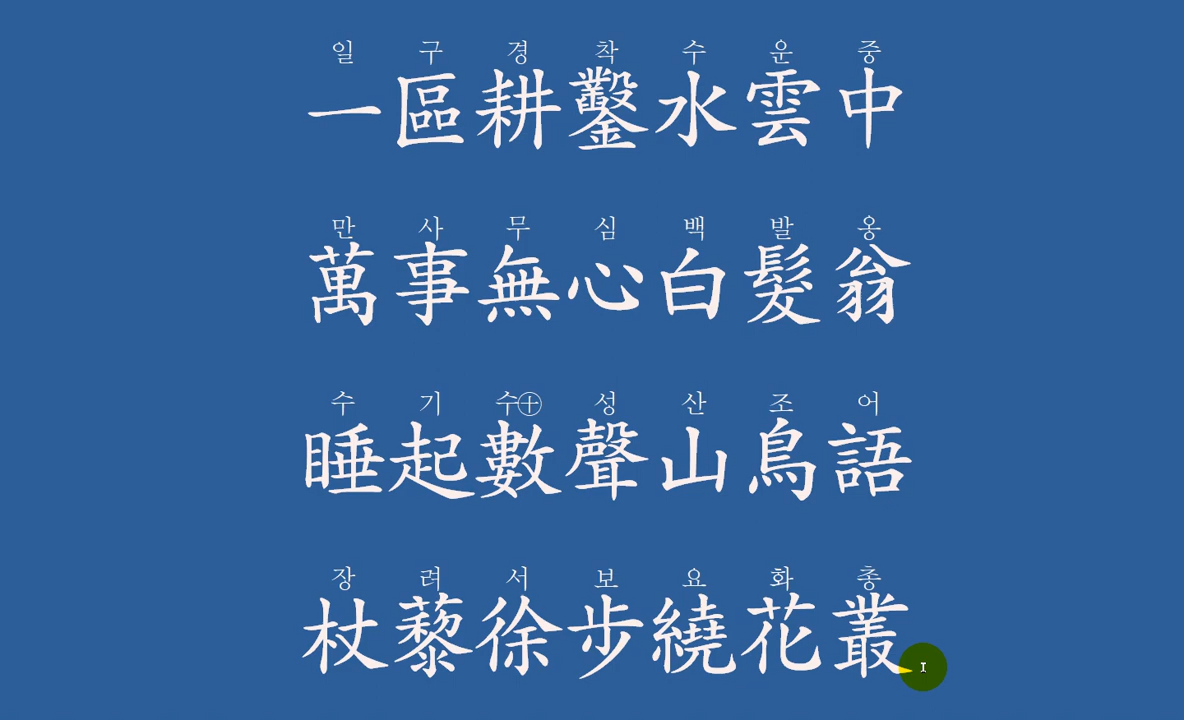 일 구 경 착 수 운 중
一區耕鑿水雲中
만 사 무 심 백 발 옹
萬事無心白髮翁
수 기 수㊉ 성 산 조 어
睡起數聲山鳥語
장 려 서 보 요 화 총
杖藜徐步繞花叢